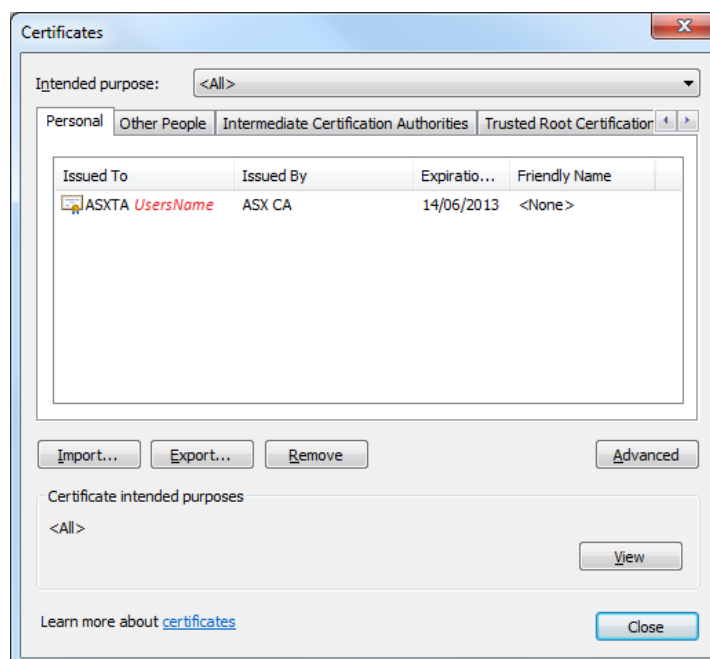 Certificates
Intended purpose: <All>
Personal Other People Intermediate Certification Authorities Trusted Root Certification
Issued To Issued By Expiratio... Friendly Name
ASXTA UsersName ASX CA 14/06/2013 <None>
Import... Export... Remove Advanced
Certificate intended purposes
<All>
View
Learn more about certificates
Close